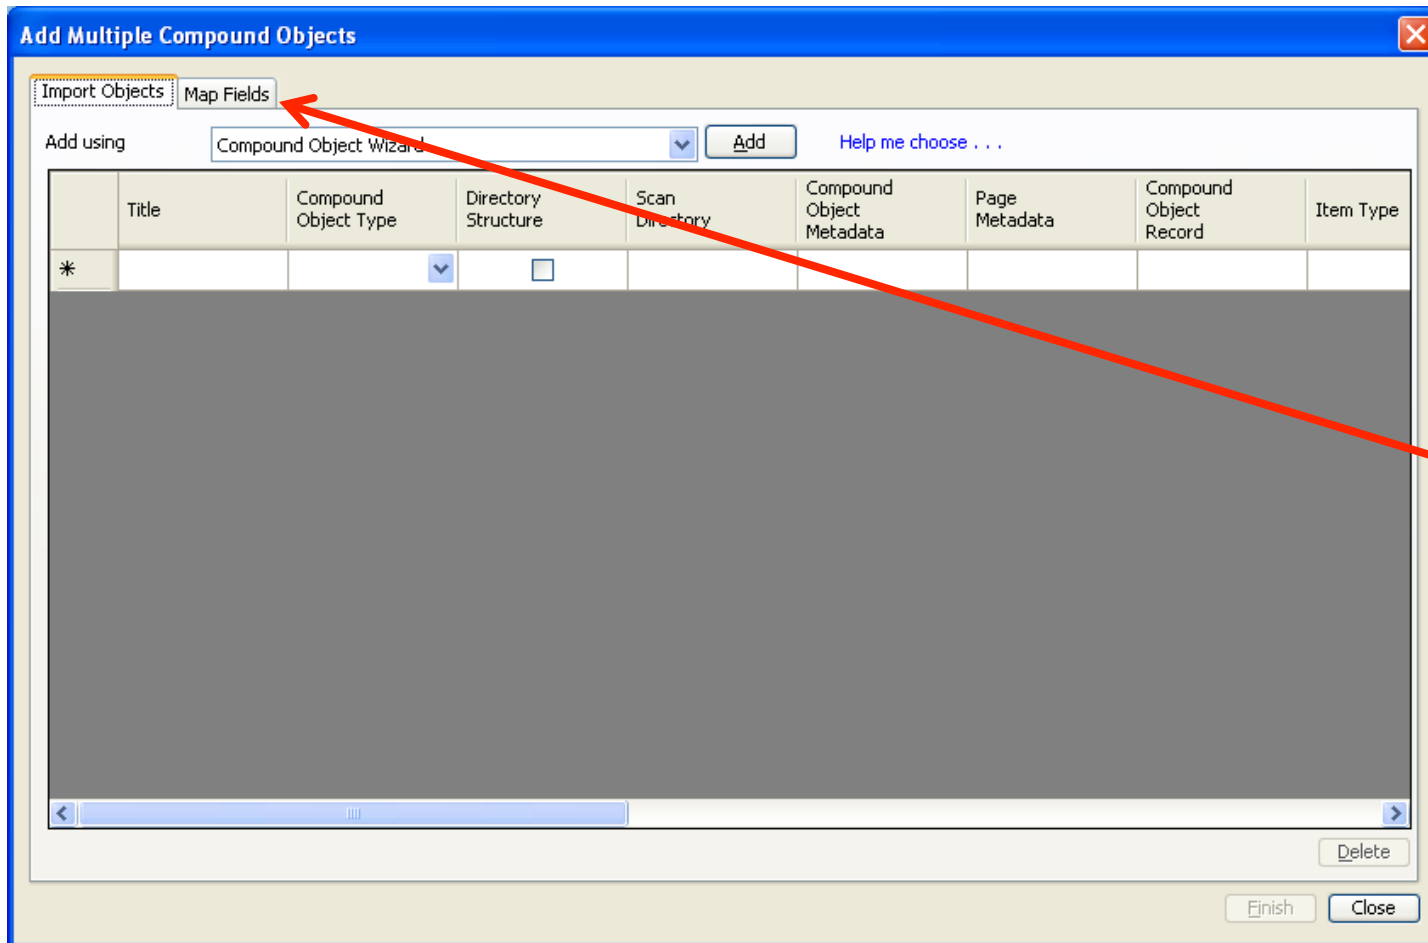 Add Multiple Compound Objects
Import Objects Map Fields
Add using Compound Object Wizard Add Help me choose . . .
Title Compound Object Type Directory Structure Scan Directory Compound Object Metadata Page Metadata Compound Object Record Item Type
*
Delete
Finish Close